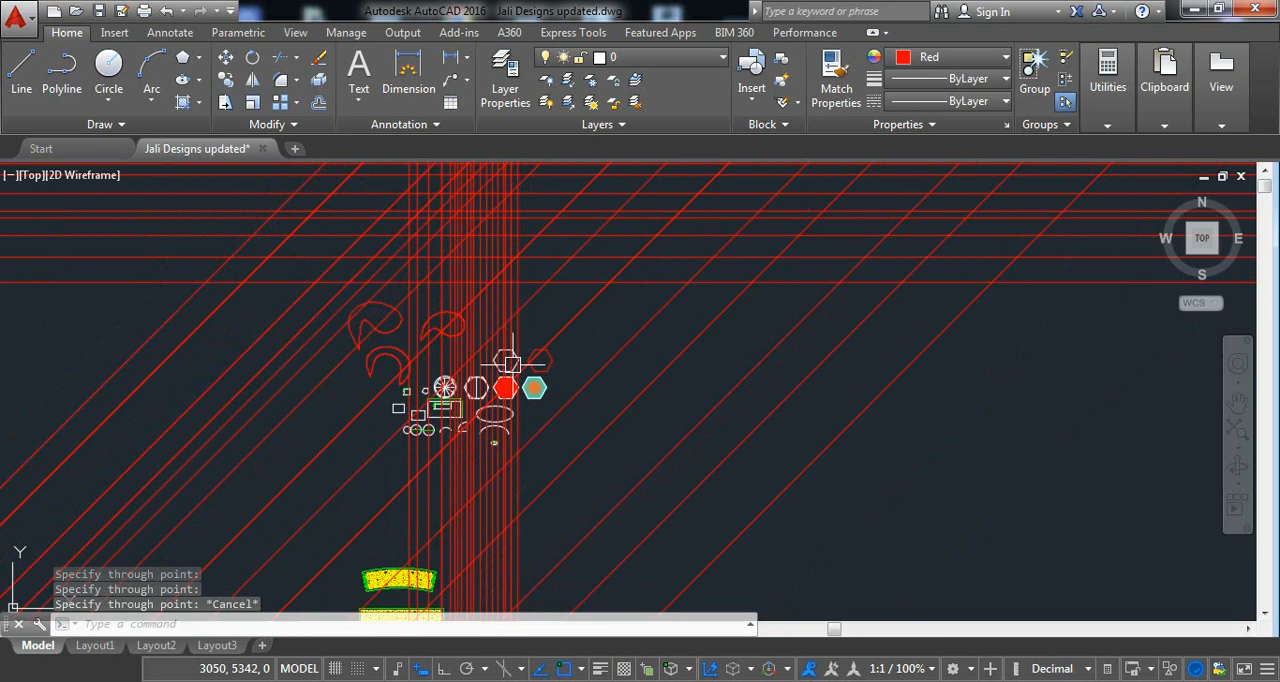 Autodesk AutoCAD 2016   Jali Designs updated.dwg
Type a keyword or phrase
Sign In
Home Insert Annotate Parametric View Manage Output Add-ins A360 Express Tools Featured Apps BIM 360 Performance
Line Polyline Circle Arc
Text Dimension
Layer Properties
0
Insert
Match Properties
Red
ByLayer
ByLayer
Group
Utilities
Clipboard
View
Draw Modify Annotation Layers Block Properties Groups
Start
Jali Designs updated*
[−][Top][2D Wireframe]
N
W TOP E
S
WCS
Y
Specify through point:
Specify through point:
Specify through point: *Cancel*
Type a command
Model Layout1 Layout2 Layout3
3050, 5342, 0 MODEL 1:1 / 100% Decimal